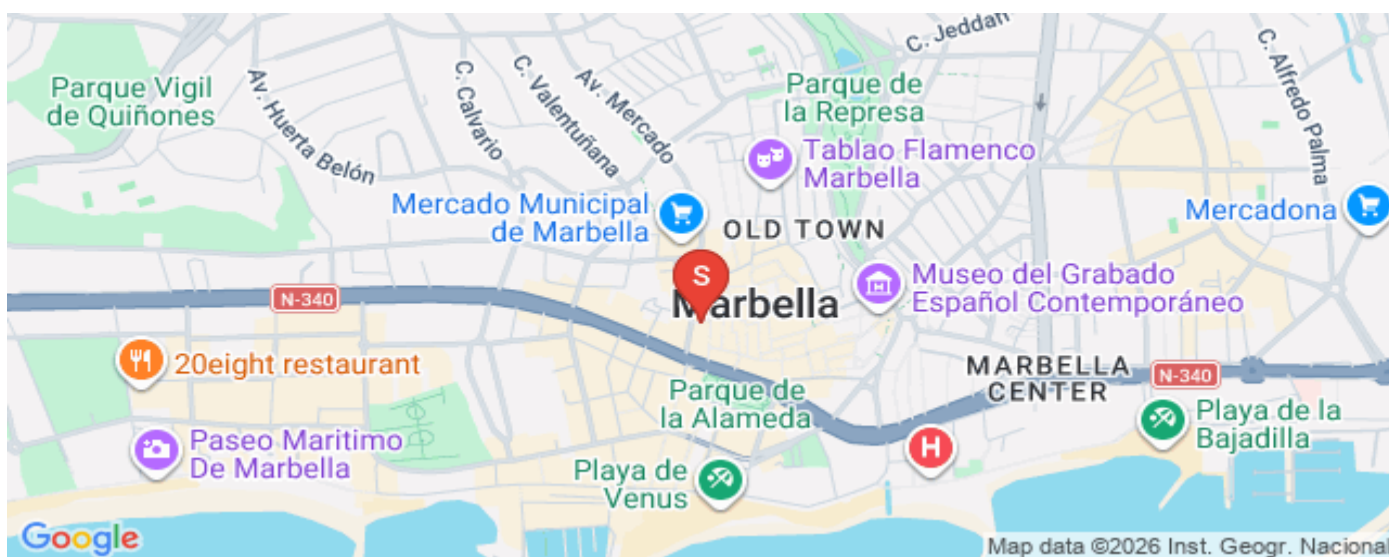 C. Jeddah
Parque Vigil
de Quiñones
Av. Huerta Belón
C. Calvario
C. Valentuñana
Av. Mercado
Parque de
la Represa
C. Alfredo Palma
Tablao Flamenco
Marbella
Mercado Municipal
de Marbella
OLD TOWN
Mercadona
S
Marbella
Museo del Grabado
Español Contemporáneo
N-340
20eight restaurant
MARBELLA
CENTER
N-340
Parque de
la Alameda
Playa de la
Bajadilla
Paseo Maritimo
De Marbella
H
Playa de
Venus
Google
Map data ©2026 Inst. Geogr. Nacional